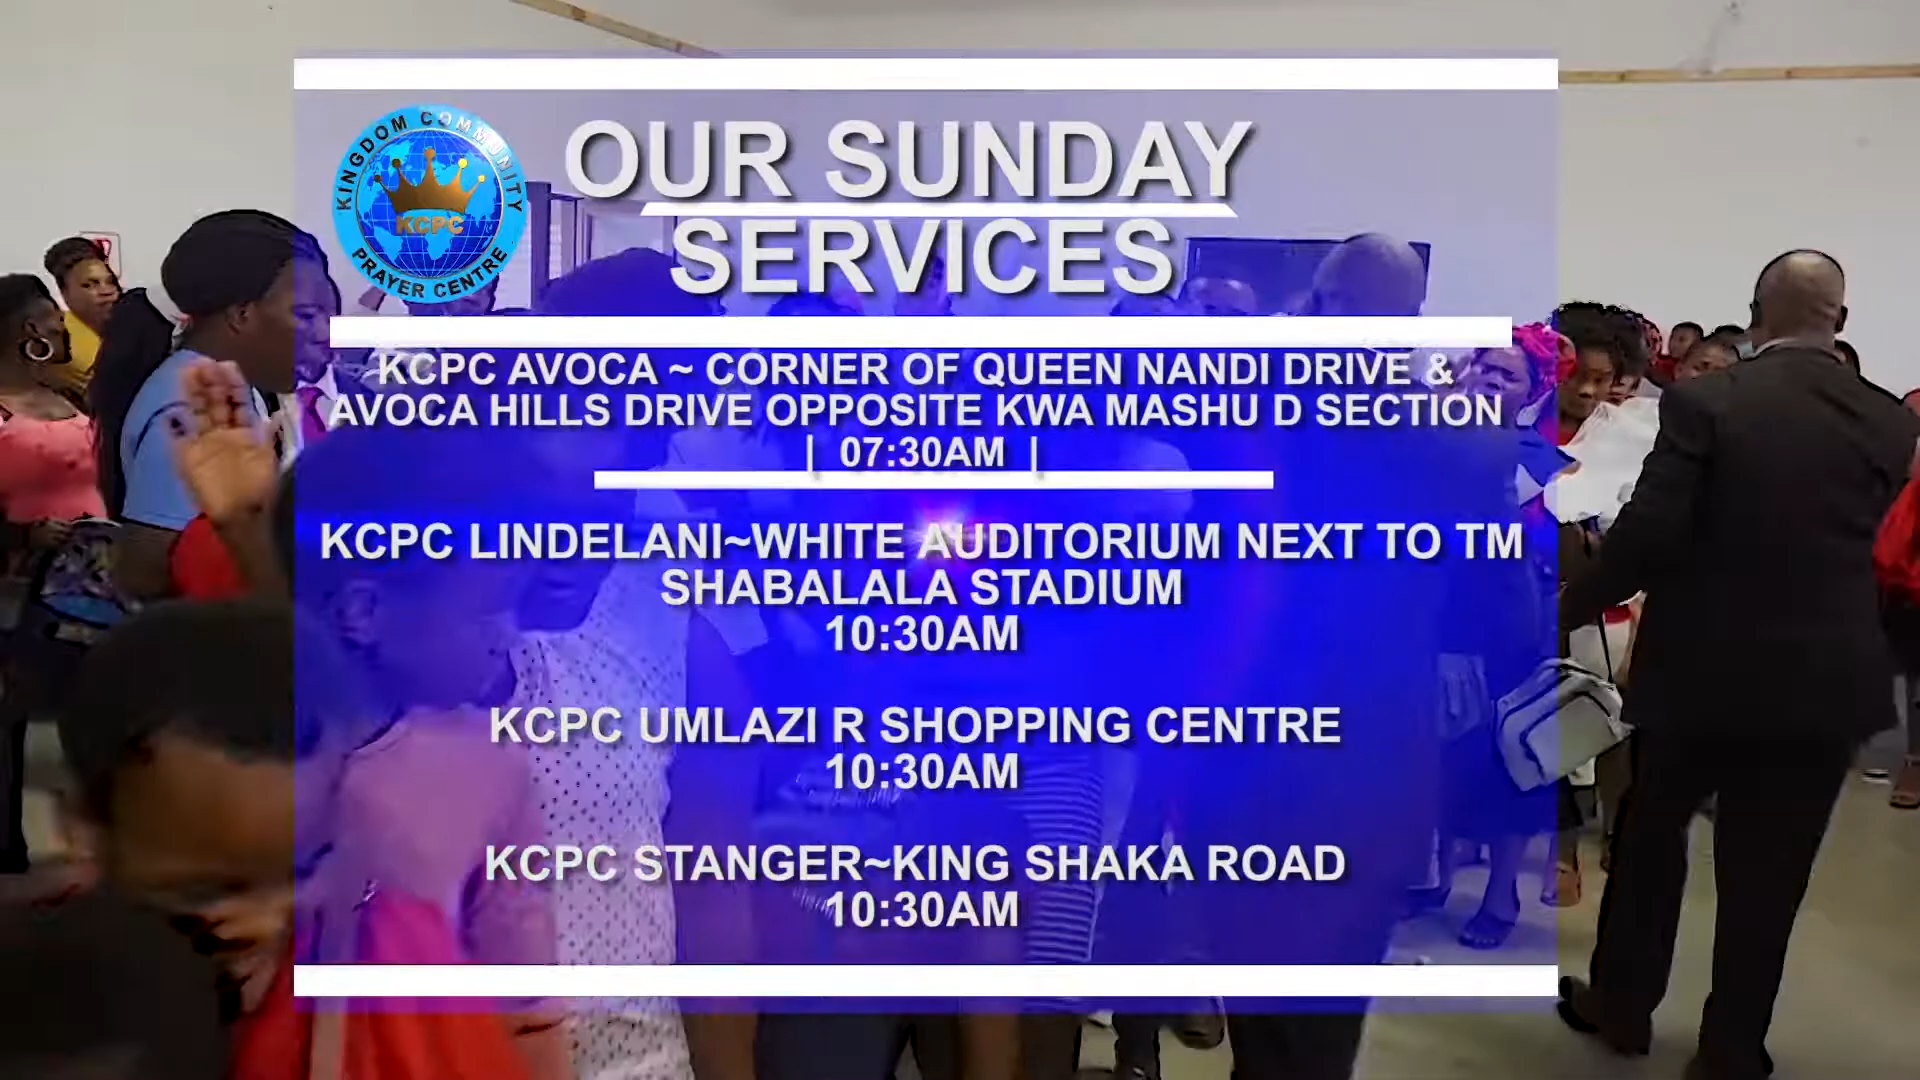 KINGDOM COMMUNITY
KCPC
PRAYER CENTRE
OUR SUNDAY
SERVICES
KCPC AVOCA ~ CORNER OF QUEEN NANDI DRIVE &
AVOCA HILLS DRIVE OPPOSITE KWA MASHU D SECTION
| 07:30AM |
KCPC LINDELANI~WHITE AUDITORIUM NEXT TO TM
SHABALALA STADIUM
10:30AM
KCPC UMLAZI R SHOPPING CENTRE
10:30AM
KCPC STANGER~KING SHAKA ROAD
10:30AM